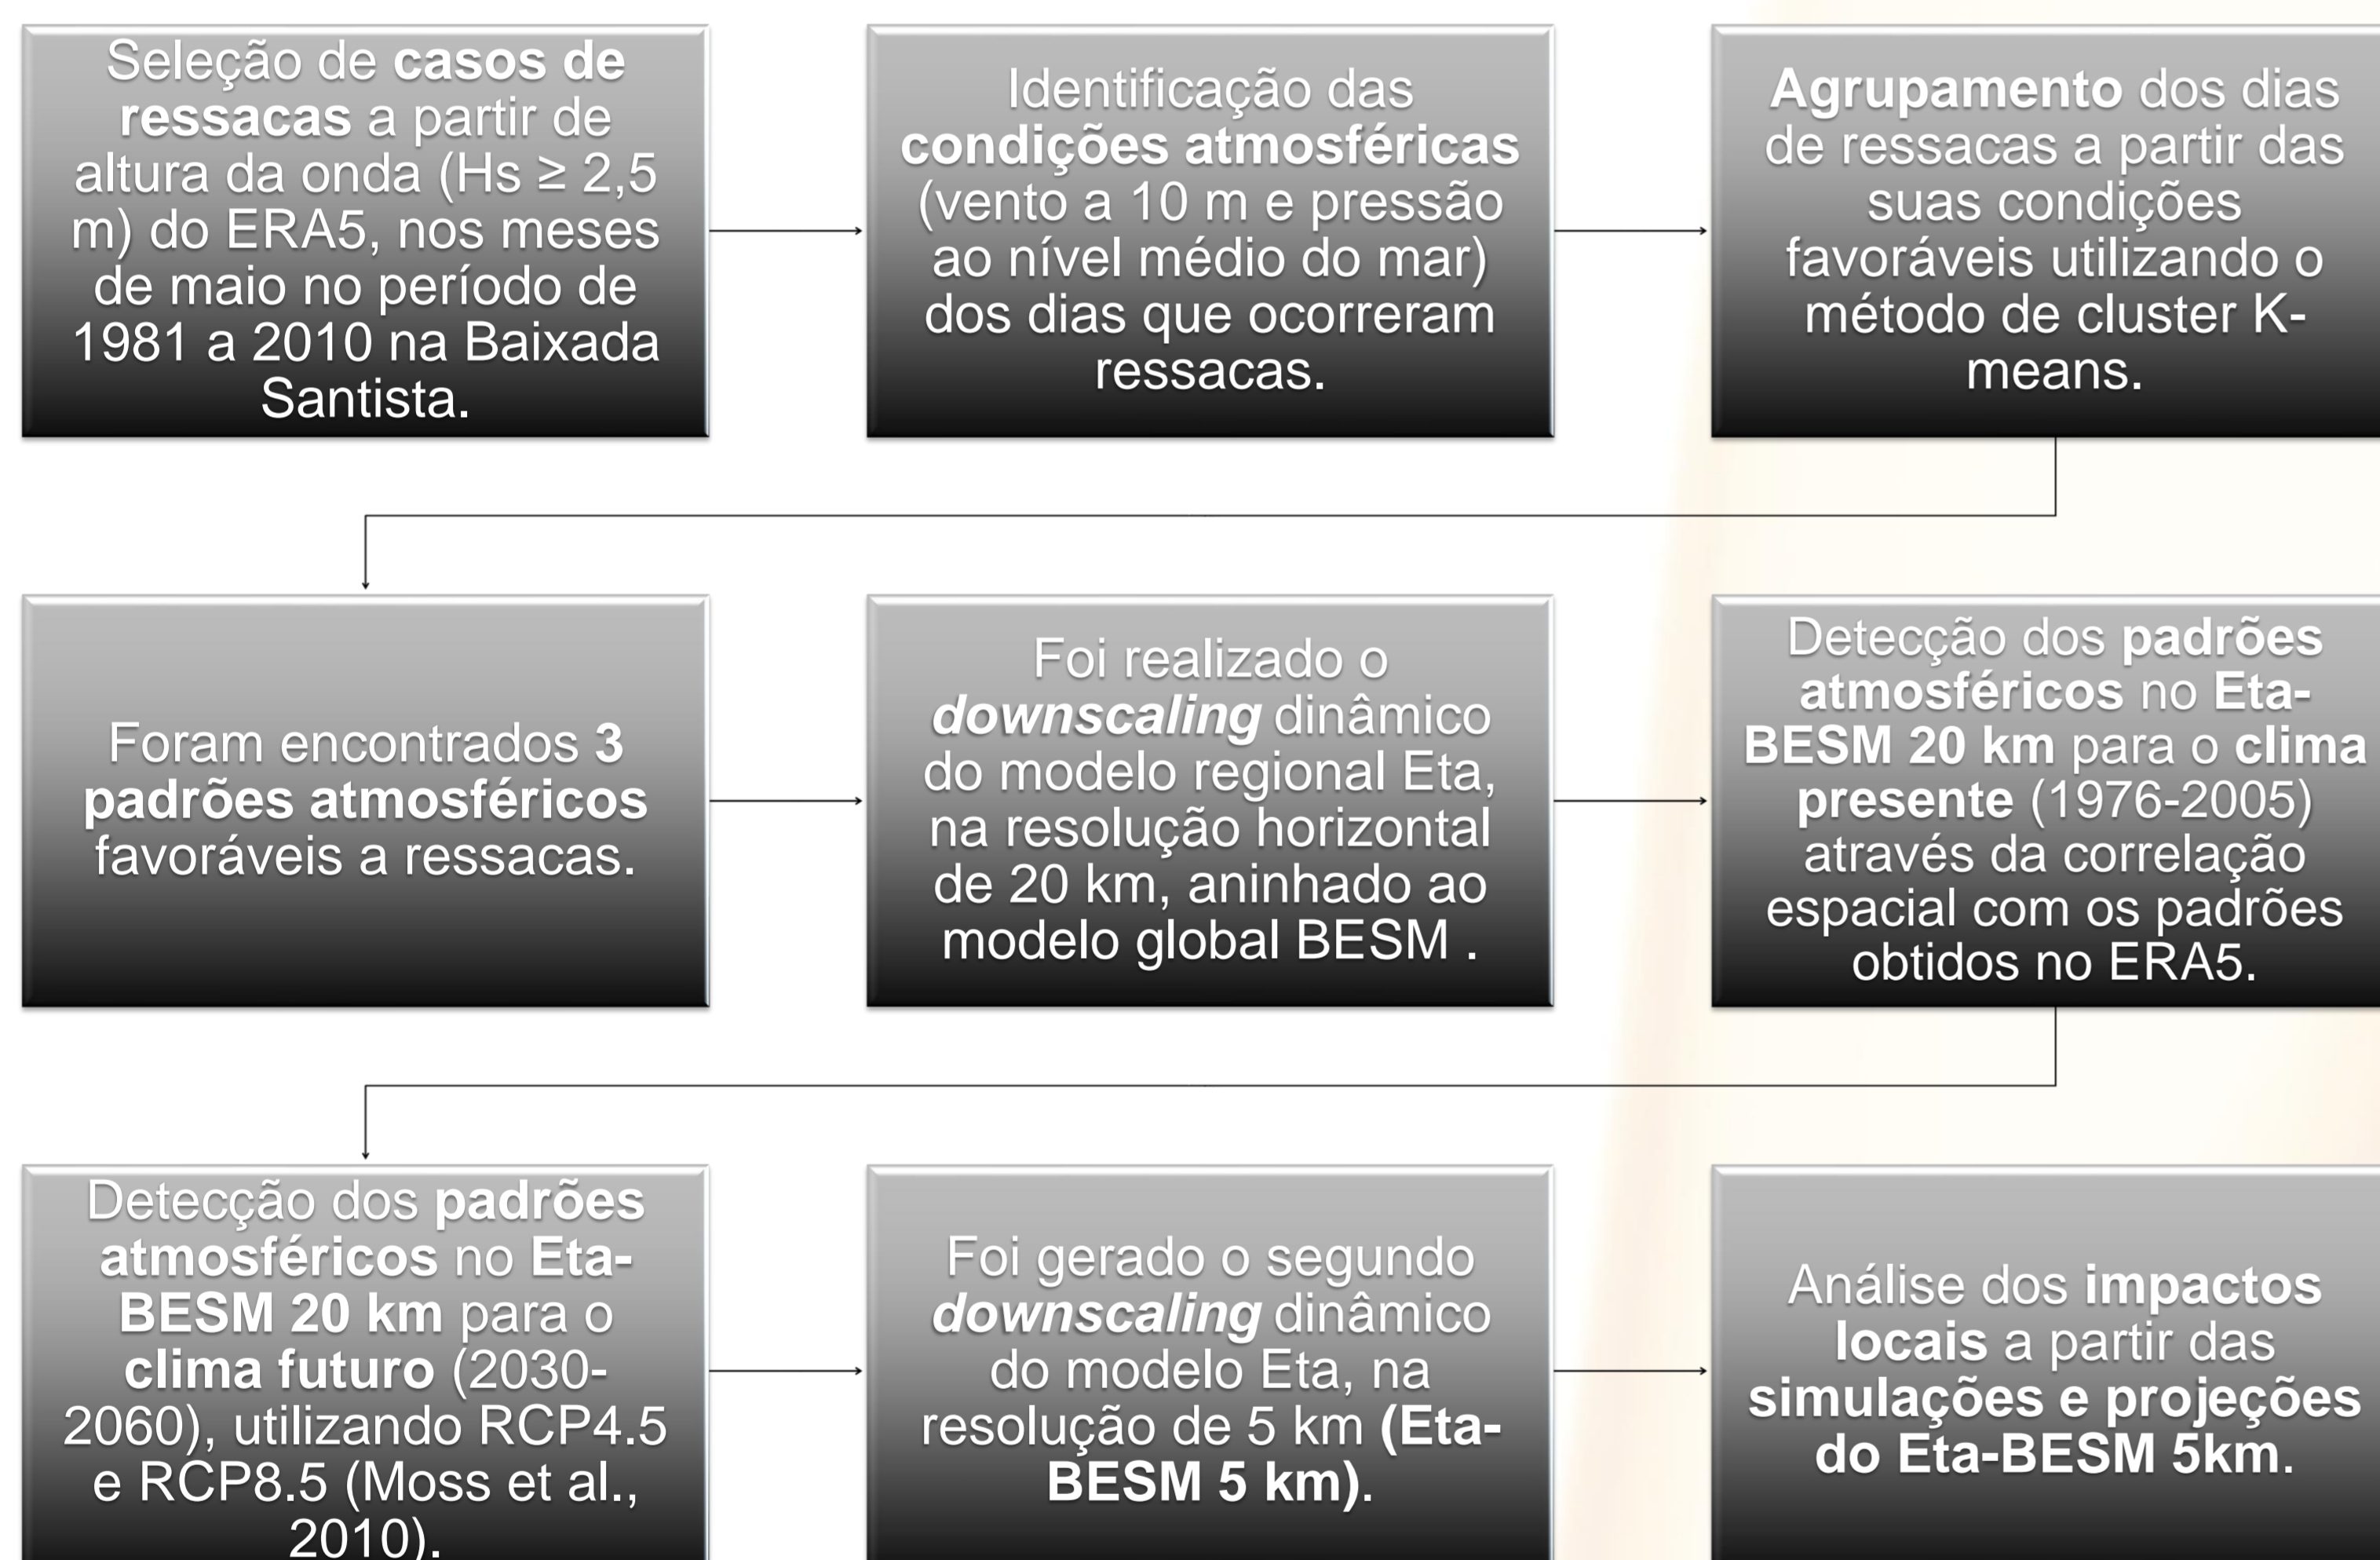 Seleção de casos de
ressacas a partir de
altura da onda (Hs ≥ 2,5
m) do ERA5, nos meses
de maio no período de
1981 a 2010 na Baixada
Santista.
Identificação das
condições atmosféricas
(vento a 10 m e pressão
ao nível médio do mar)
dos dias que ocorreram
ressacas.
Agrupamento dos dias
de ressacas a partir das
suas condições
favoráveis utilizando o
método de cluster K-
means.
Foram encontrados 3
padrões atmosféricos
favoráveis a ressacas.
Foi realizado o
downscaling dinâmico
do modelo regional Eta,
na resolução horizontal
de 20 km, aninhado ao
modelo global BESM .
Detecção dos padrões
atmosféricos no Eta-
BESM 20 km para o clima
presente (1976-2005)
através da correlação
espacial com os padrões
obtidos no ERA5.
Detecção dos padrões
atmosféricos no Eta-
BESM 20 km para o
clima futuro (2030-
2060), utilizando RCP4.5
e RCP8.5 (Moss et al.,
2010).
Foi gerado o segundo
downscaling dinâmico
do modelo Eta, na
resolução de 5 km (Eta-
BESM 5 km).
Análise dos impactos
locais a partir das
simulações e projeções
do Eta-BESM 5km.